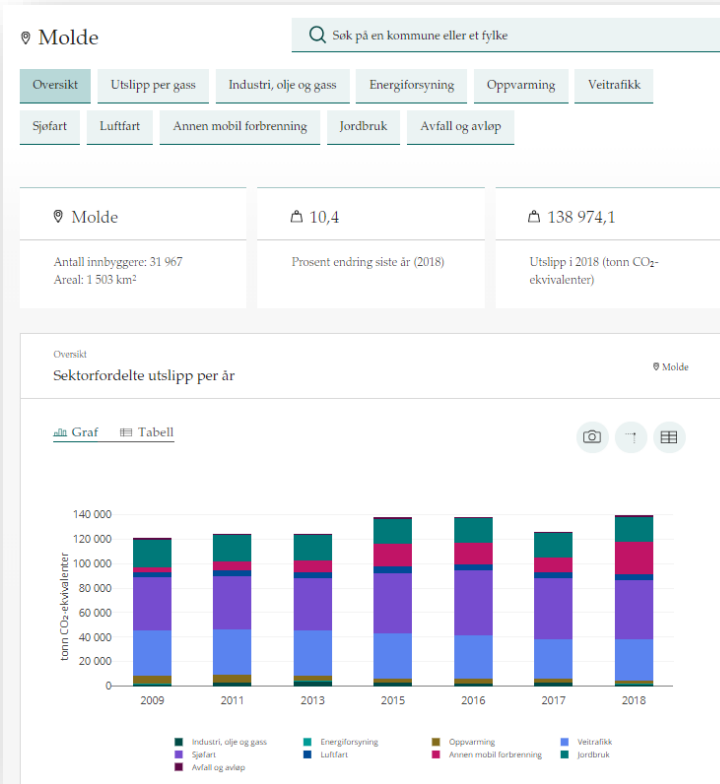 Molde
Søk på en kommune eller et fylke
Oversikt
Utslipp per gass
Industri, olje og gass
Energiforsyning
Oppvarming
Veitrafikk
Sjøfart
Luftfart
Annen mobil forbrenning
Jordbruk
Avfall og avløp
Molde
Antall innbyggere: 31 967
Areal: 1 503 km²
10,4
Prosent endring siste år (2018)
138 974,1
Utslipp i 2018 (tonn CO₂-
ekvivalenter)
Oversikt
Sektorfordelte utslipp per år
Molde
Graf
Tabell
tonn CO₂-ekvivalenter
140 000
120 000
100 000
80 000
60 000
40 000
20 000
0
2009 2011 2013 2015 2016 2017 2018
Industri, olje og gass
Energiforsyning
Oppvarming
Veitrafikk
Sjøfart
Luftfart
Annen mobil forbrenning
Jordbruk
Avfall og avløp